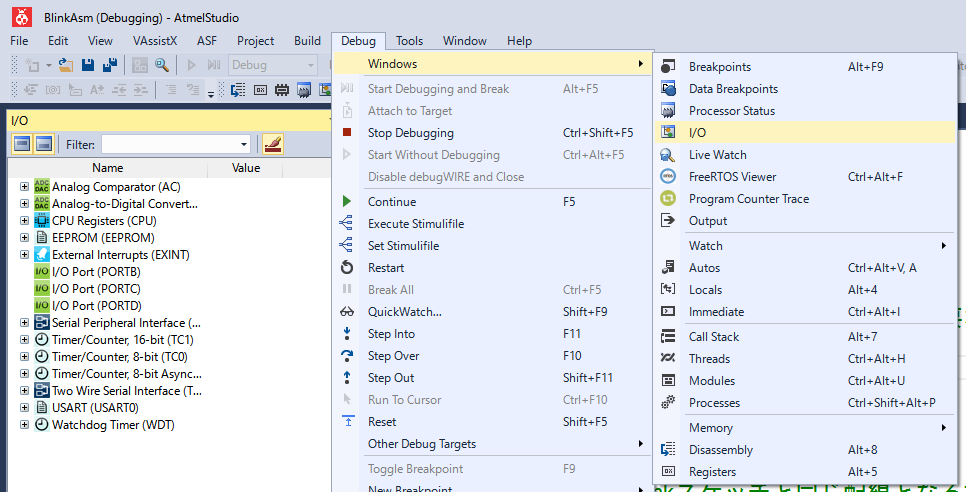 BlinkAsm (Debugging) - AtmelStudio
File Edit View VAssistX ASF Project Build Debug Tools Window Help
Debug
I/O
Filter:
Name Value
Analog Comparator (AC)
Analog-to-Digital Convert...
CPU Registers (CPU)
EEPROM (EEPROM)
External Interrupts (EXINT)
I/O Port (PORTB)
I/O Port (PORTC)
I/O Port (PORTD)
Serial Peripheral Interface (...
Timer/Counter, 16-bit (TC1)
Timer/Counter, 8-bit (TC0)
Timer/Counter, 8-bit Async...
Two Wire Serial Interface (T...
USART (USART0)
Watchdog Timer (WDT)
Windows
Start Debugging and Break Alt+F5
Attach to Target
Stop Debugging Ctrl+Shift+F5
Start Without Debugging Ctrl+Alt+F5
Disable debugWIRE and Close
Continue F5
Execute Stimulifile
Set Stimulifile
Restart
Break All Ctrl+F5
QuickWatch... Shift+F9
Step Into F11
Step Over F10
Step Out Shift+F11
Run To Cursor Ctrl+F10
Reset Shift+F5
Other Debug Targets
Toggle Breakpoint F9
New Breakpoint
Breakpoints Alt+F9
Data Breakpoints
Processor Status
I/O
Live Watch
FreeRTOS Viewer Ctrl+Alt+F
Program Counter Trace
Output
Watch
Autos Ctrl+Alt+V, A
Locals Alt+4
Immediate Ctrl+Alt+I
Call Stack Alt+7
Threads Ctrl+Alt+H
Modules Ctrl+Alt+U
Processes Ctrl+Shift+Alt+P
Memory
Disassembly Alt+8
Registers Alt+5